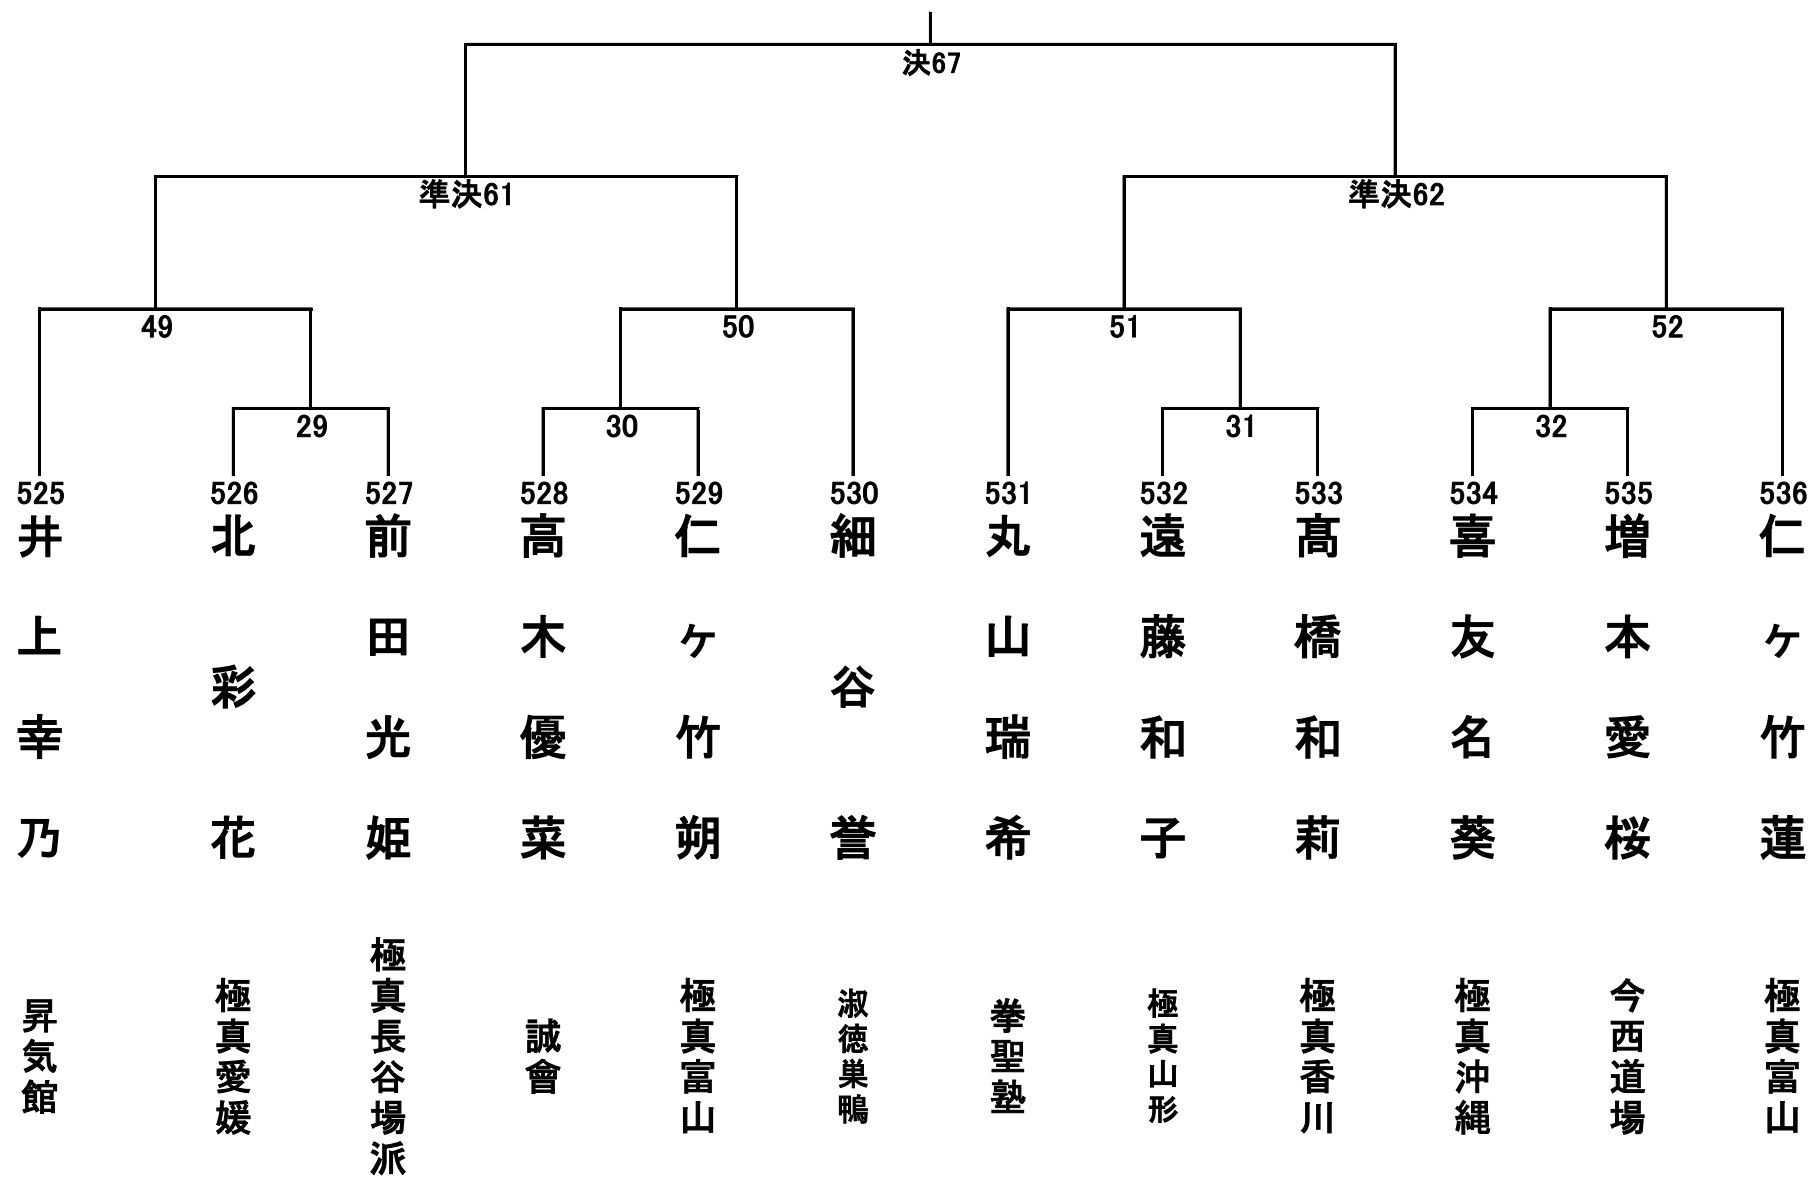 決67
準決61
準決62
49
50
51
52
29
30
31
32
525
526
527
528
529
530
531
532
533
534
535
536
井上幸乃
北彩花
前田光姫
高木優菜
仁ヶ竹朔
細谷誉
丸山瑞希
遠藤和子
髙橋和莉
喜友名葵
増本愛桜
仁ヶ竹蓮
昇気館
極真愛媛
極真長谷場派
誠會
極真富山
淑徳巣鴨
拳聖塾
極真山形
極真香川
極真沖縄
今西道場
極真富山